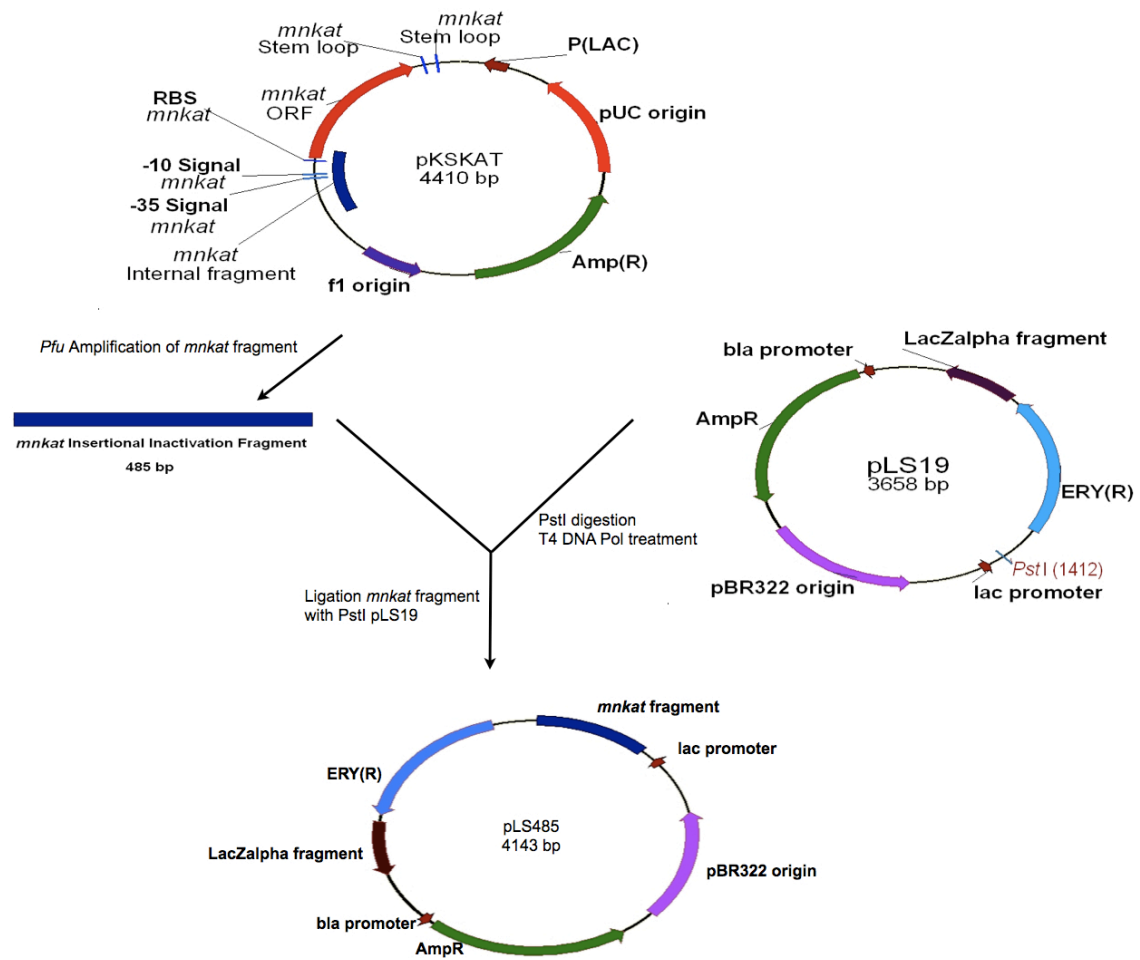 mnkat
Stem loop
mnkat
Stem loop
P(LAC)
RBS
mnkat
mnkat
ORF
pUC origin
pKSKAT
4410 bp
-10 Signal
mnkat
-35 Signal
mnkat
mnkat
Internal fragment
Amp(R)
f1 origin
Pfu Amplification of mnkat fragment
mnkat Insertional Inactivation Fragment
485 bp
LacZalpha fragment
bla promoter
AmpR
pLS19
3658 bp
ERY(R)
PstI (1412)
lac promoter
pBR322 origin
PstI digestion
T4 DNA Pol treatment
Ligation mnkat fragment
with PstI pLS19
mnkat fragment
lac promoter
ERY(R)
pLS485
4143 bp
LacZalpha fragment
pBR322 origin
bla promoter
AmpR